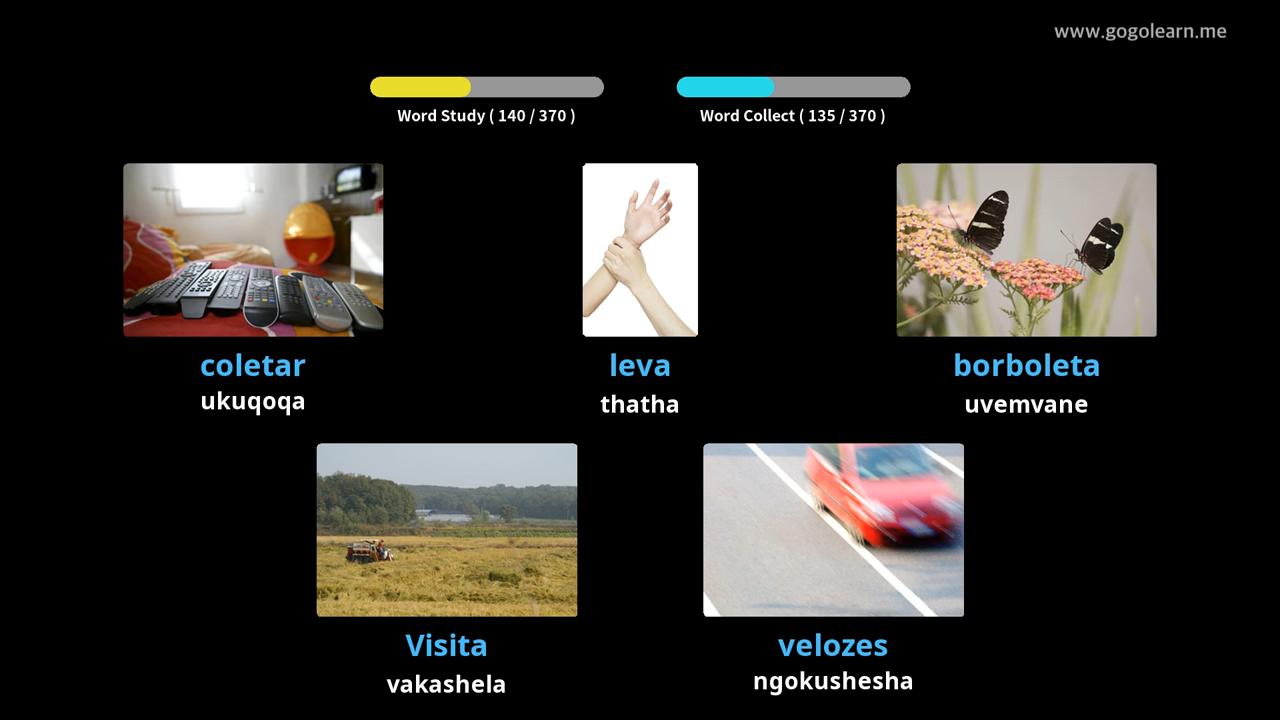 www.gogolearn.me
Word Study ( 140 / 370 )
Word Collect ( 135 / 370 )
coletar
ukuqoqa
leva
thatha
borboleta
uvemvane
Visita
vakashela
velozes
ngokushesha